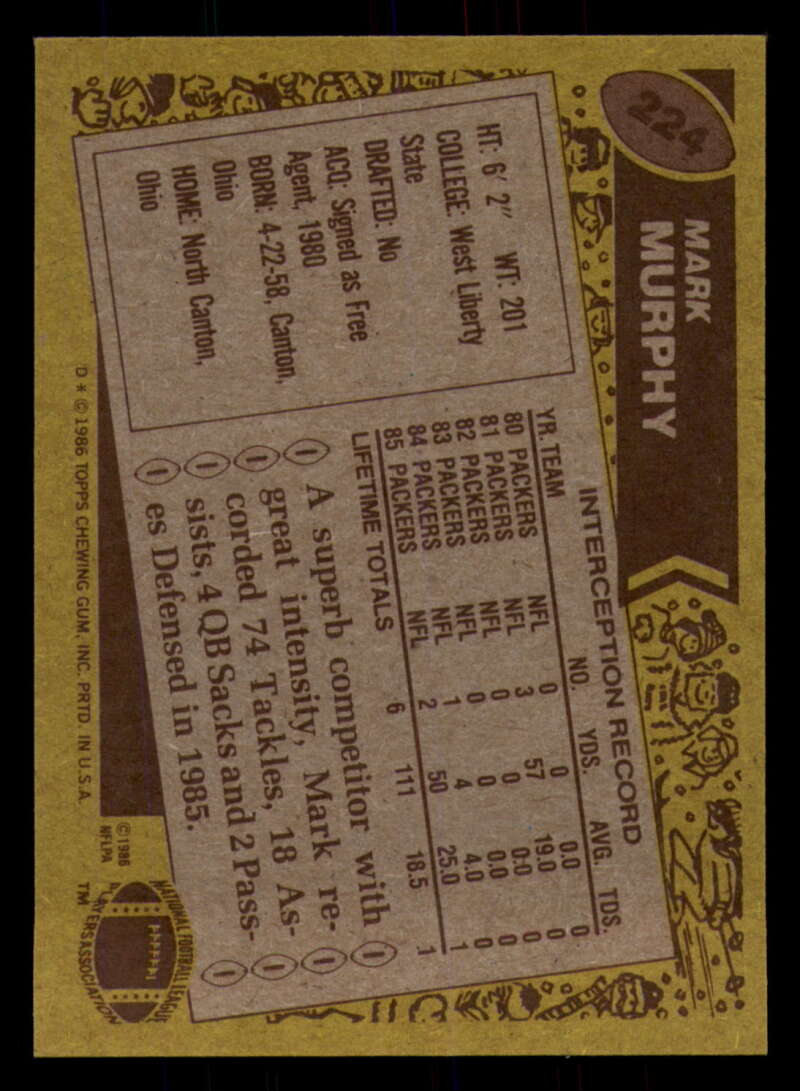 224
MARK
MURPHY
HT: 6' 2" WT: 201
COLLEGE: West Liberty
State
DRAFTED: No
ACQ: Signed as Free
Agent, 1980
BORN: 4-22-58, Canton,
Ohio
HOME: North Canton,
Ohio
INTERCEPTION RECORD
YR. TEAM NO. YDS. AVG. TDS.
80 PACKERS NFL 0 0 0.0 0
81 PACKERS NFL 3 57 19.0 0
82 PACKERS NFL 0 0 0.0 0
83 PACKERS NFL 0 0 0.0 0
84 PACKERS NFL 1 4 4.0 0
85 PACKERS NFL 2 50 25.0 1
LIFETIME TOTALS 6 111 18.5 1
A superb competitor with
great intensity, Mark re-
corded 74 Tackles, 18 As-
sists, 4 QB Sacks and 2 Pass-
es Defensed in 1985.
©1986
NFLPA
TM
NATIONAL FOOTBALL LEAGUE
PLAYERS ASSOCIATION
'D * © 1986 TOPPS CHEWING GUM, INC. PRTD. IN U.S.A.